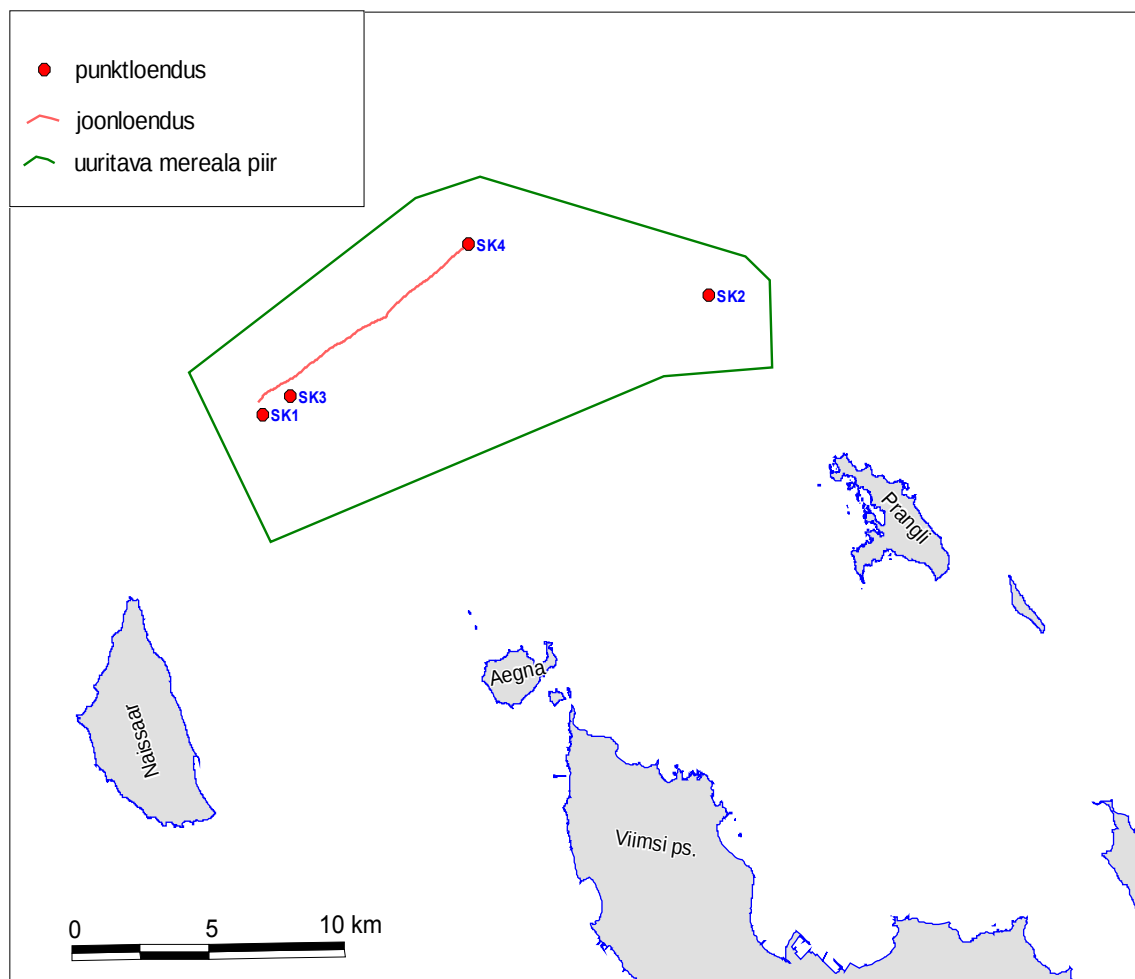 punktloendus
joonloendus
uuritava mereala piir
SK4
SK2
SK3
SK1
Prangli
Aegna
Naissaar
Viimsi ps.
0 5 10 km